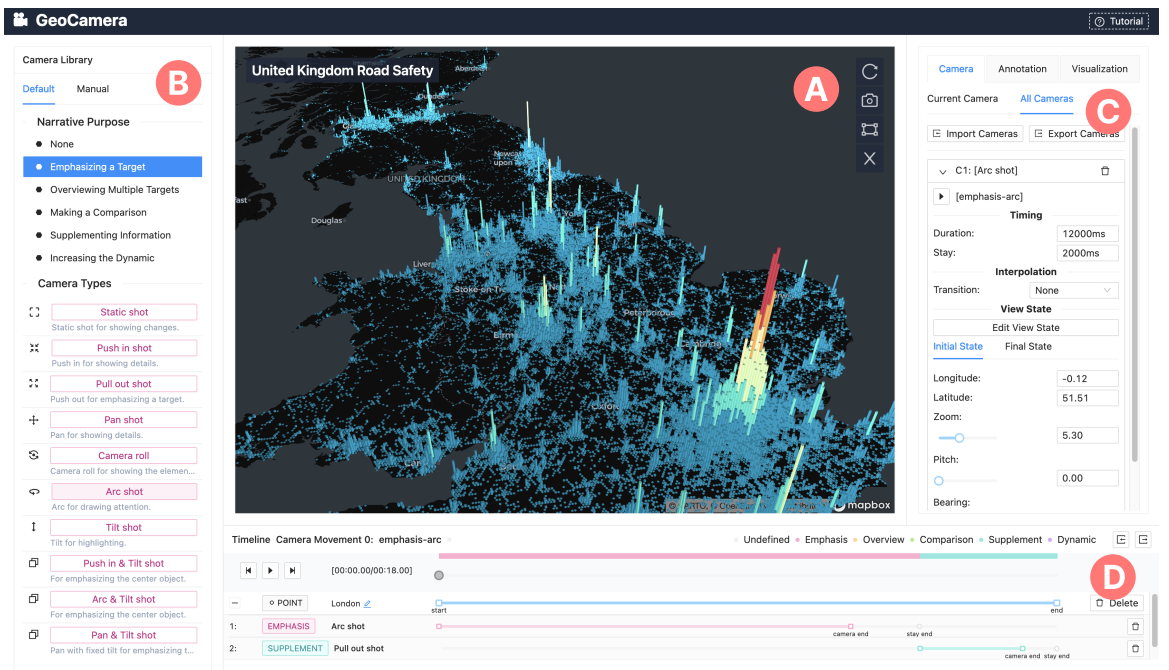 GeoCamera
Tutorial
Camera Library
Default
Manual
B
Narrative Purpose
None
Emphasizing a Target
Overviewing Multiple Targets
Making a Comparison
Supplementing Information
Increasing the Dynamic
Camera Types
Static shot
Static shot for showing changes.
Push in shot
Push in for showing details.
Pull out shot
Push out for emphasizing a target.
Pan shot
Pan for showing details.
Camera roll
Camera roll for showing the elemen...
Arc shot
Arc for drawing attention.
Tilt shot
Tilt for highlighting.
Push in & Tilt shot
For emphasizing the center object.
Arc & Tilt shot
For emphasizing the center object.
Pan & Tilt shot
Pan with fixed tilt for emphasizing t...
United Kingdom Road Safety
A
Aberdeen
Dundee
UNITED KINGDOM
Newcas
upon
Douglas
Liver
Stoke-on-Tre
Birm
Peterborough
Cambridge
Oxford
Car
mapbox
Camera
Annotation
Visualization
Current Camera
All Cameras
C
Import Cameras
Export Cameras
C1: [Arc shot]
[emphasis-arc]
Timing
Duration:
12000ms
Stay:
2000ms
Interpolation
Transition:
None
View State
Edit View State
Initial State
Final State
Longitude:
-0.12
Latitude:
51.51
Zoom:
5.30
Pitch:
0.00
Bearing:
Timeline Camera Movement 0: emphasis-arc
Undefined
Emphasis
Overview
Comparison
Supplement
Dynamic
[00:00.00/00:18.00]
D
POINT
London
start
end
Delete
1:
EMPHASIS
Arc shot
camera end
stay end
2:
SUPPLEMENT
Pull out shot
camera end
stay end